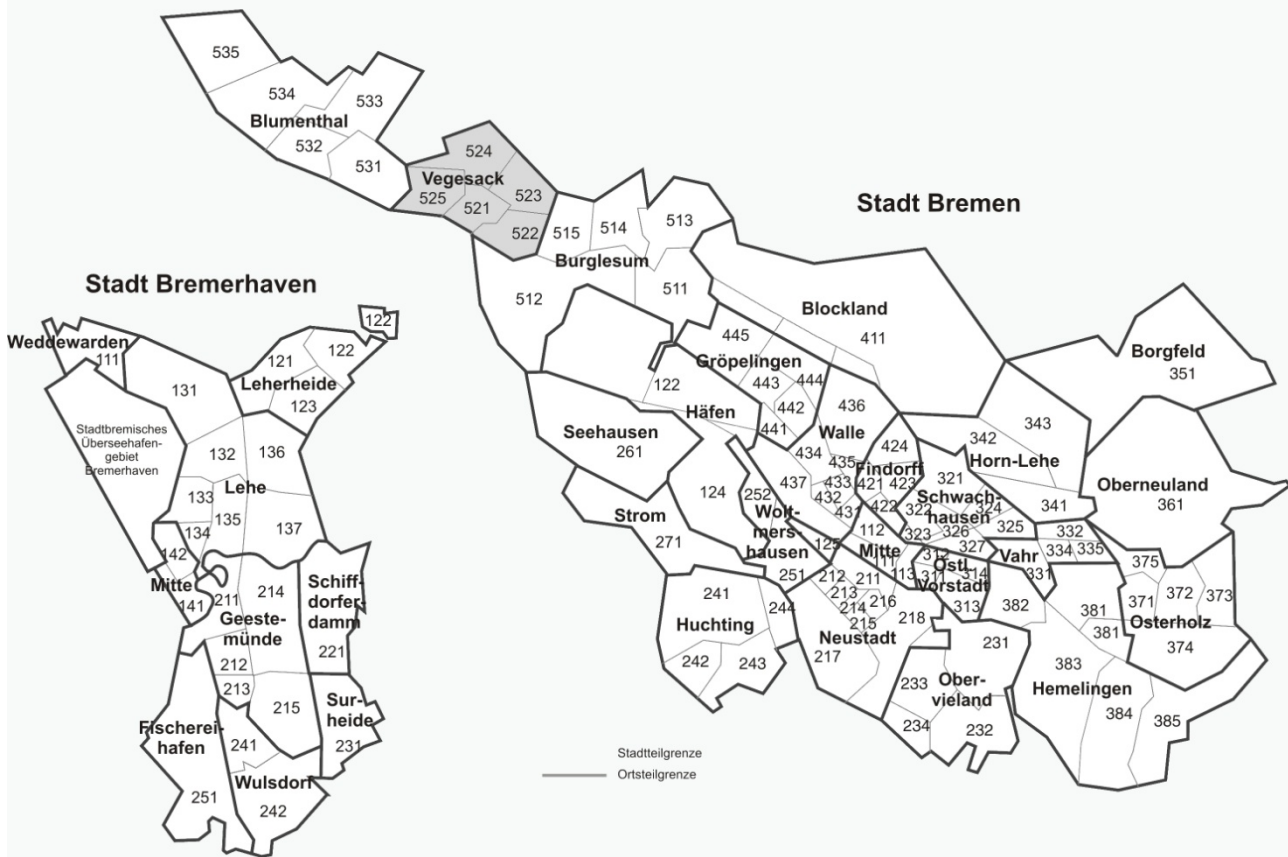 535
534
533
Blumenthal
532
531
524
Vegesack
525
523
521
522
515
514
513
Burglesum
512
511
Stadt Bremen
Stadt Bremerhaven
Weddewarden
111
121
122
122
Leherheide
123
131
Stadtbremisches
Überseehafen-
gebiet
Bremerhaven
132
136
Lehe
133
135
134
137
142
Mitte
141
211
214
Geeste-
münde
Schiff-
dorfer-
damm
221
212
213
215
Sur-
heide
231
Fischerei-
hafen
241
Wulsdorf
251
242
Blockland
411
445
Gröpelingen
443
444
442
441
122
Häfen
Seehausen
261
436
Walle
434
435
437
433
432
431
424
Findorff
421
423
422
Borgfeld
351
343
342
Horn-Lehe
341
Oberneuland
361
321
Schwach-
hausen
322
324
323
326
325
327
332
334
335
Vahr
331
124
252
Strom
271
Wolt-
mers-
hausen
125
251
112
Mitte
111
113
312
Östl.
311
314
Vorstadt
313
241
244
Huchting
242
243
212
211
213
214
216
215
218
Neustadt
217
231
233
Ober-
vieland
234
232
382
381
381
383
Hemelingen
384
385
375
371
372
373
Osterholz
374
Stadtteilgrenze
Ortsteilgrenze